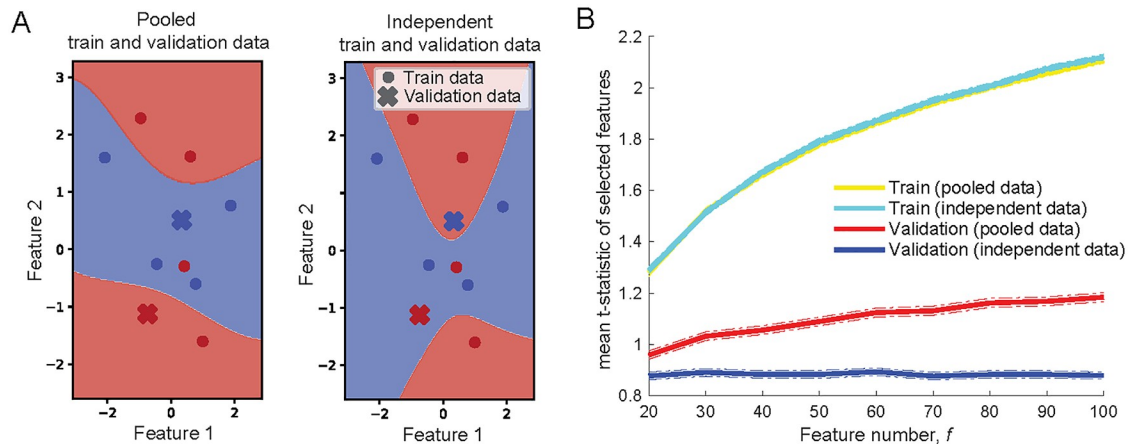 A
Pooled
train and validation data
Feature 2
3
2
1
0
−1
−2
−2
0
2
Feature 1
Independent
train and validation data
Train data
Validation data
3
2
1
0
−1
−2
−2
0
2
Feature 1
B
mean t-statistic of selected features
2.2
2
1.8
1.6
1.4
1.2
1
0.8
Train (pooled data)
Train (independent data)
Validation (pooled data)
Validation (independent data)
20 30 40 50 60 70 80 90 100
Feature number, f